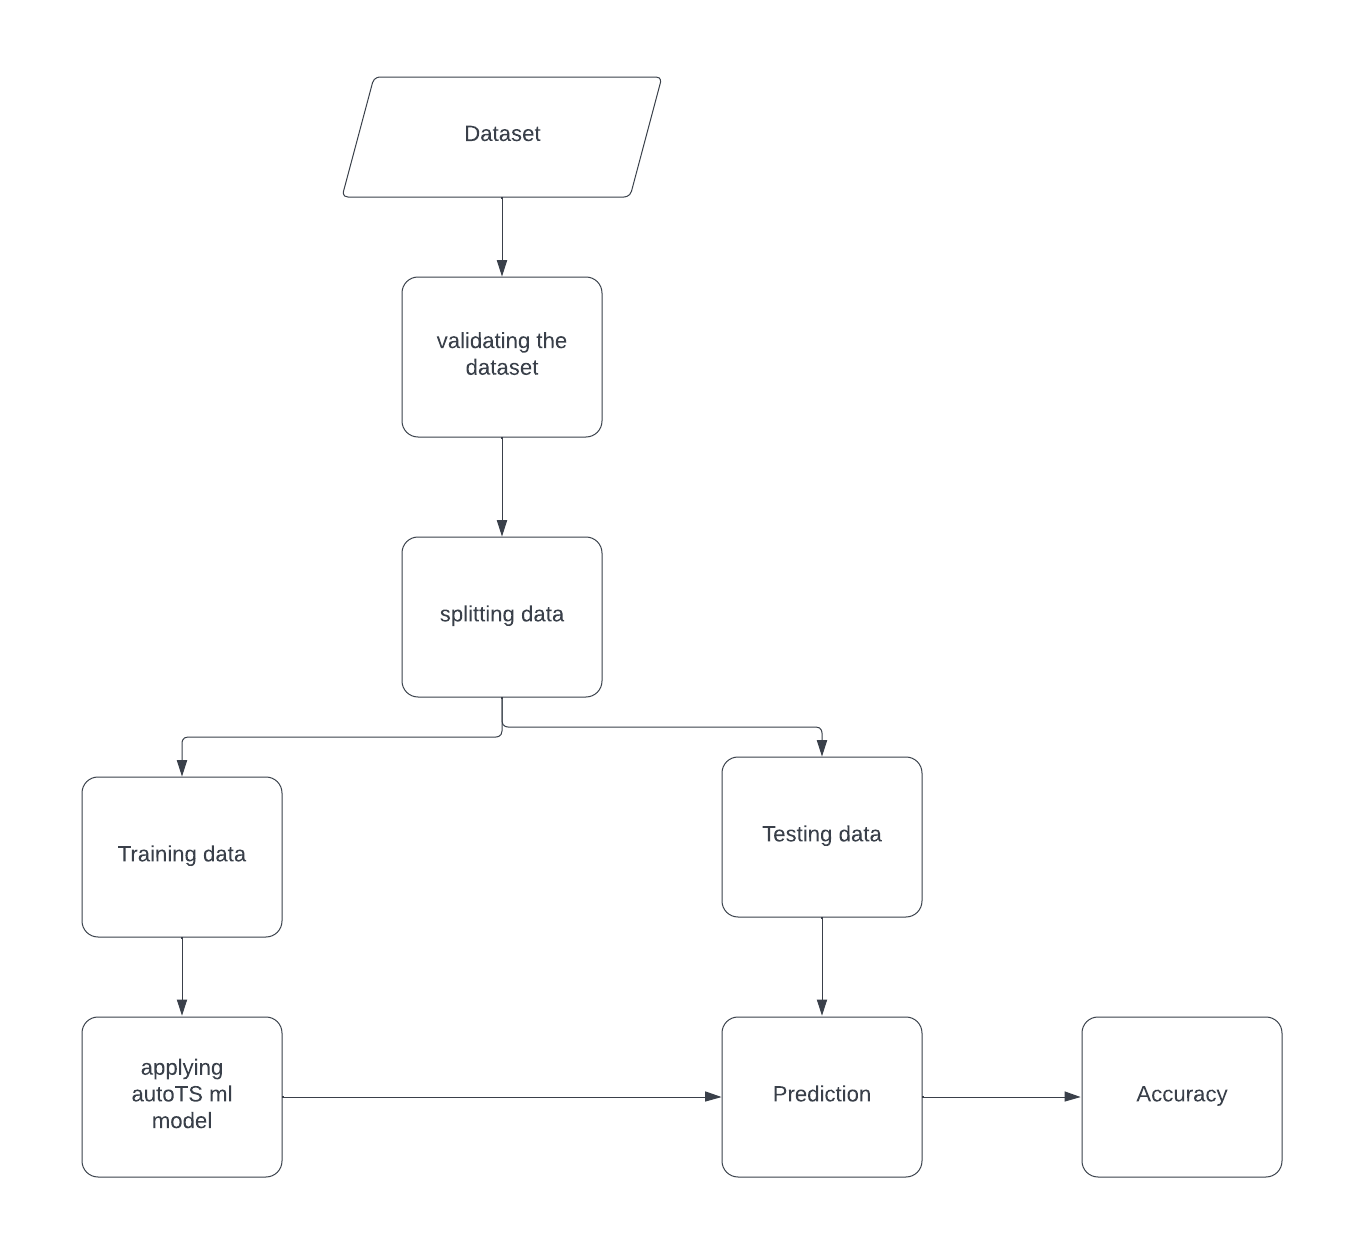 Dataset
validating the
dataset
splitting data
Training data
Testing data
applying
autoTS ml
model
Prediction
Accuracy